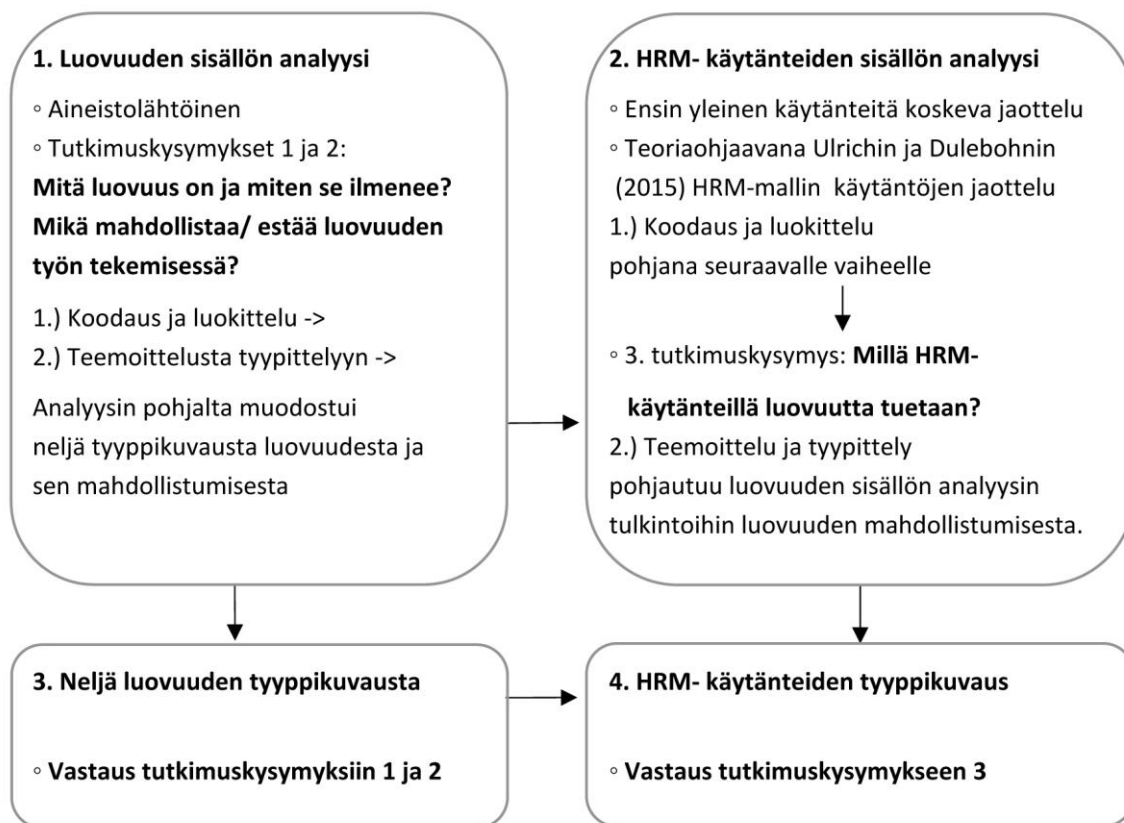 1. Luovuuden sisällön analyysi
◦ Aineistolähtöinen
◦ Tutkimuskysymykset 1 ja 2:
Mitä luovuus on ja miten se ilmenee?
Mikä mahdollistaa/ estää luovuuden
työn tekemisessä?
1.) Koodaus ja luokittelu ->
2.) Teemoittelusta tyypittelyyn ->
Analyysin pohjalta muodostui
neljä tyyppikuvausta luovuudesta ja
sen mahdollistumisesta
2. HRM- käytänteiden sisällön analyysi
◦ Ensin yleinen käytänteitä koskeva jaottelu
◦ Teoriaohjaavana Ulrichin ja Dulebohnin
(2015) HRM-mallin käytäntöjen jaottelu
1.) Koodaus ja luokittelu
pohjana seuraavalle vaiheelle
◦ 3. tutkimuskysymys: Millä HRM-
käytänteillä luovuutta tuetaan?
2.) Teemoittelu ja tyypittely
pohjautuu luovuuden sisällön analyysin
tulkintoihin luovuuden mahdollistumisesta.
3. Neljä luovuuden tyyppikuvausta
◦ Vastaus tutkimuskysymyksiin 1 ja 2
4. HRM- käytänteiden tyyppikuvaus
◦ Vastaus tutkimuskysymykseen 3